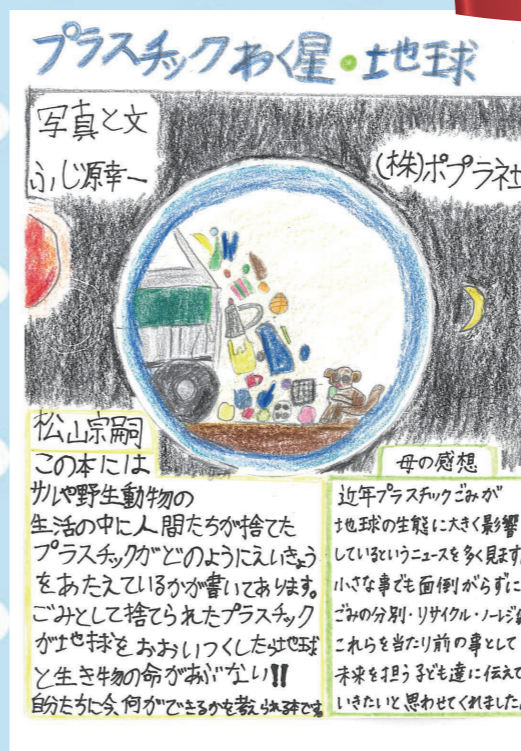 プラスチックわく星・地球
写真と文
ふじ原幸一
(株)ポプラ社
松山宗嗣
この本には
サルや野生動物の
生活の中に人間たちが捨てた
プラスチックがどのようにえいきょう
をあたえているかが書いてあります。
ごみとして捨てられたプラスチック
が地球をおおいつくしたら地球
と生き物の命があぶない!!
自分たちに今、何ができるかを考えられる本です。
母の感想
近年プラスチックごみが
地球の生態に大きく影響
しているというニュースを多く見ます
小さな事でも面倒がらずに
ごみの分別・リサイクル・ノーレジ
これらを当たり前の事として
未来を担う子ども達に伝えて
いきたいと思わせてくれました